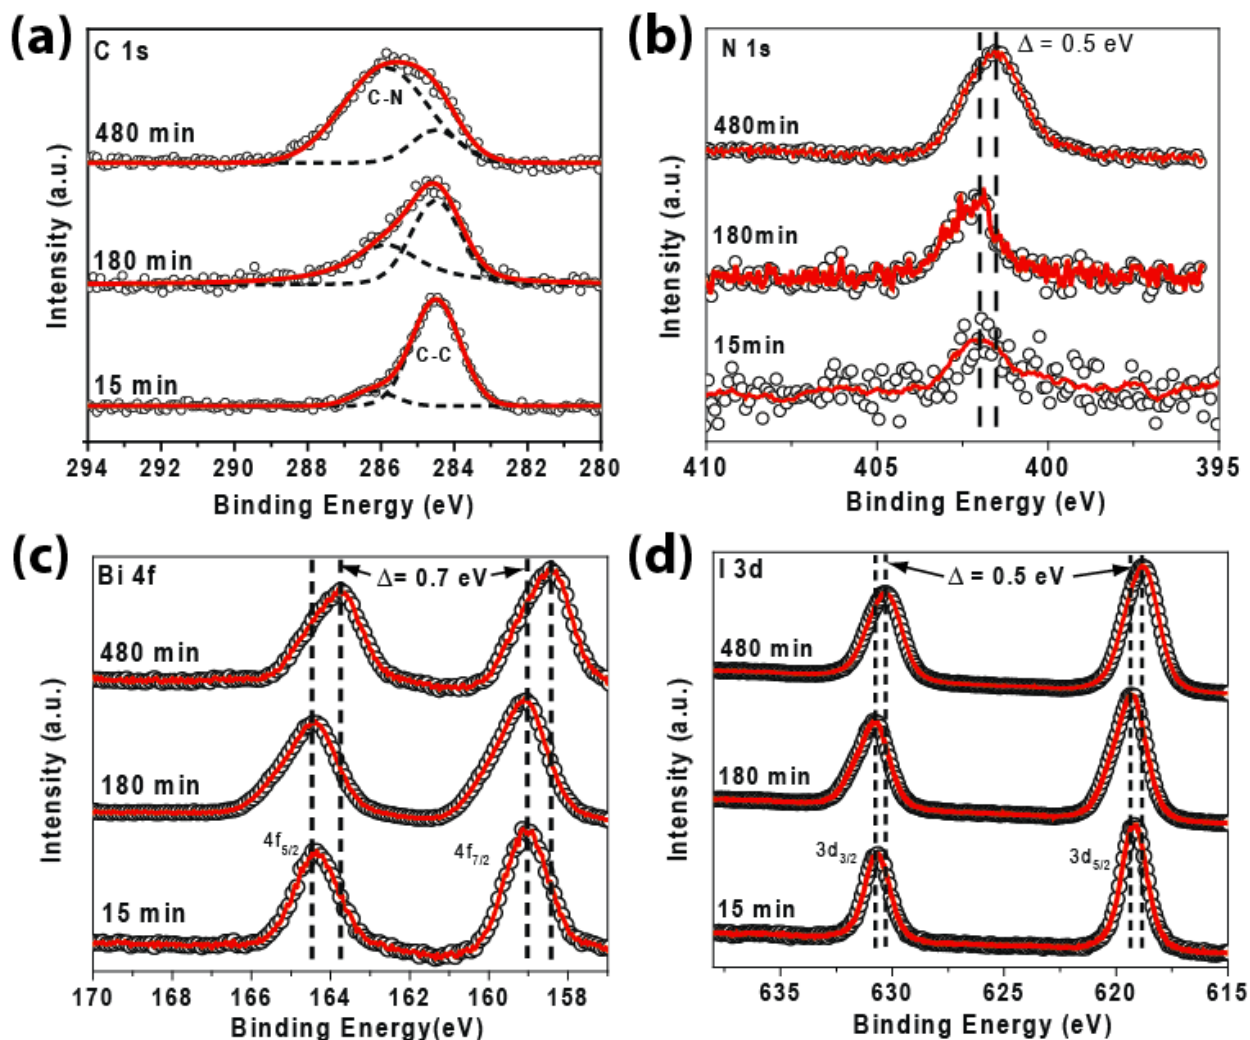 (a)
C 1s
C-N
480 min
180 min
C-C
15 min
Intensity (a.u.)
294 292 290 288 286 284 282 280
Binding Energy (eV)
(b)
N 1s
Δ = 0.5 eV
480min
180min
15min
Intensity (a.u.)
410 405 400 395
Binding Energy (eV)
(c)
Bi 4f
Δ= 0.7 eV
480 min
180 min
4f5/2
4f7/2
15 min
Intensity (a.u.)
170 168 166 164 162 159 158
Binding Energy(eV)
(d)
I 3d
Δ = 0.5 eV
480 min
180 min
3d3/2
3d5/2
15 min
Intensity (a.u.)
635 630 625 620 615
Binding Energy (eV)